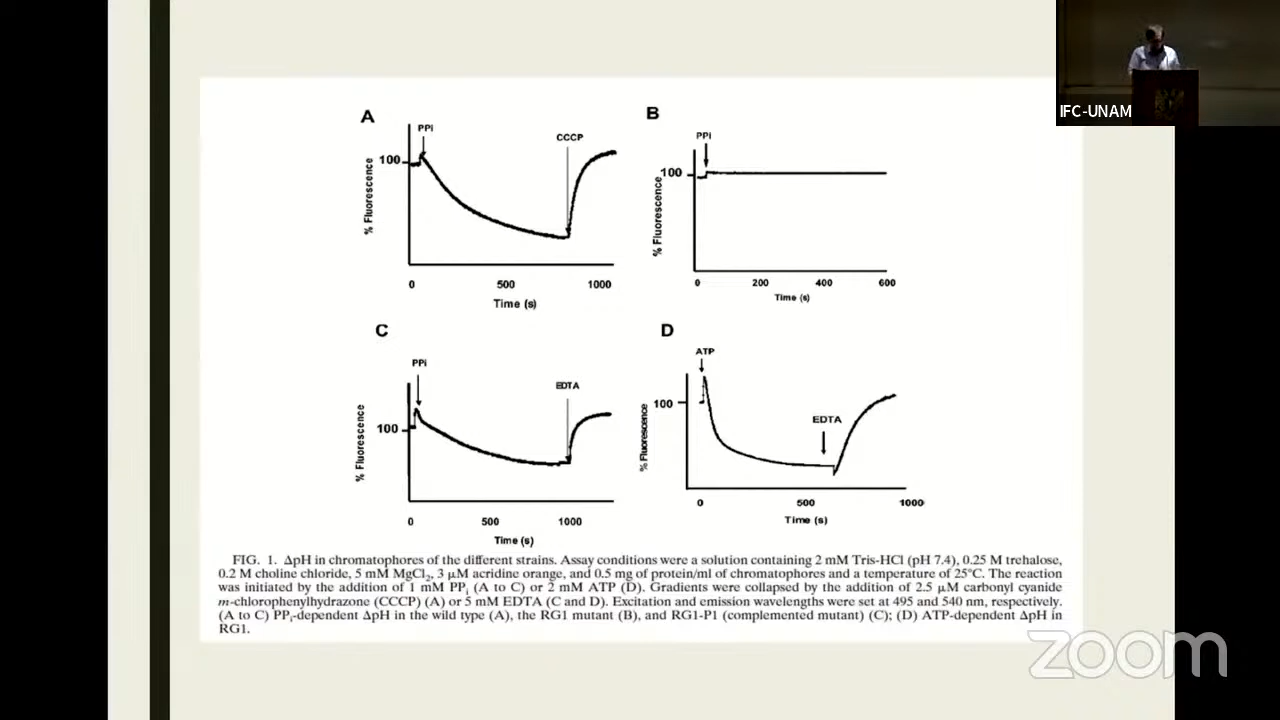 IFC-UNAM
A
PPi
CCCP
100
% Fluorescence
0 500 1000
Time (s)
B
PPi
100
% Fluorescence
0 200 400 600
Time (s)
C
PPi
EDTA
100
% Fluorescence
0 500 1000
Time (s)
D
ATP
EDTA
100
% Fluorescence
0 500 1000
Time (s)
FIG. 1. ΔpH in chromatophores of the different strains. Assay conditions were a solution containing 2 mM Tris-HCl (pH 7.4), 0.25 M trehalose,
0.2 M choline chloride, 5 mM MgCl₂, 3 μM acridine orange, and 0.5 mg of protein/ml of chromatophores and a temperature of 25°C. The reaction
was initiated by the addition of 1 mM PPᵢ (A to C) or 2 mM ATP (D). Gradients were collapsed by the addition of 2.5 μM carbonyl cyanide
m-chlorophenylhydrazone (CCCP) (A) or 5 mM EDTA (C and D). Excitation and emission wavelengths were set at 495 and 540 nm, respectively.
(A to C) PPᵢ-dependent ΔpH in the wild type (A), the RG1 mutant (B), and RG1-P1 (complemented mutant) (C); (D) ATP-dependent ΔpH in
RG1.
zoom